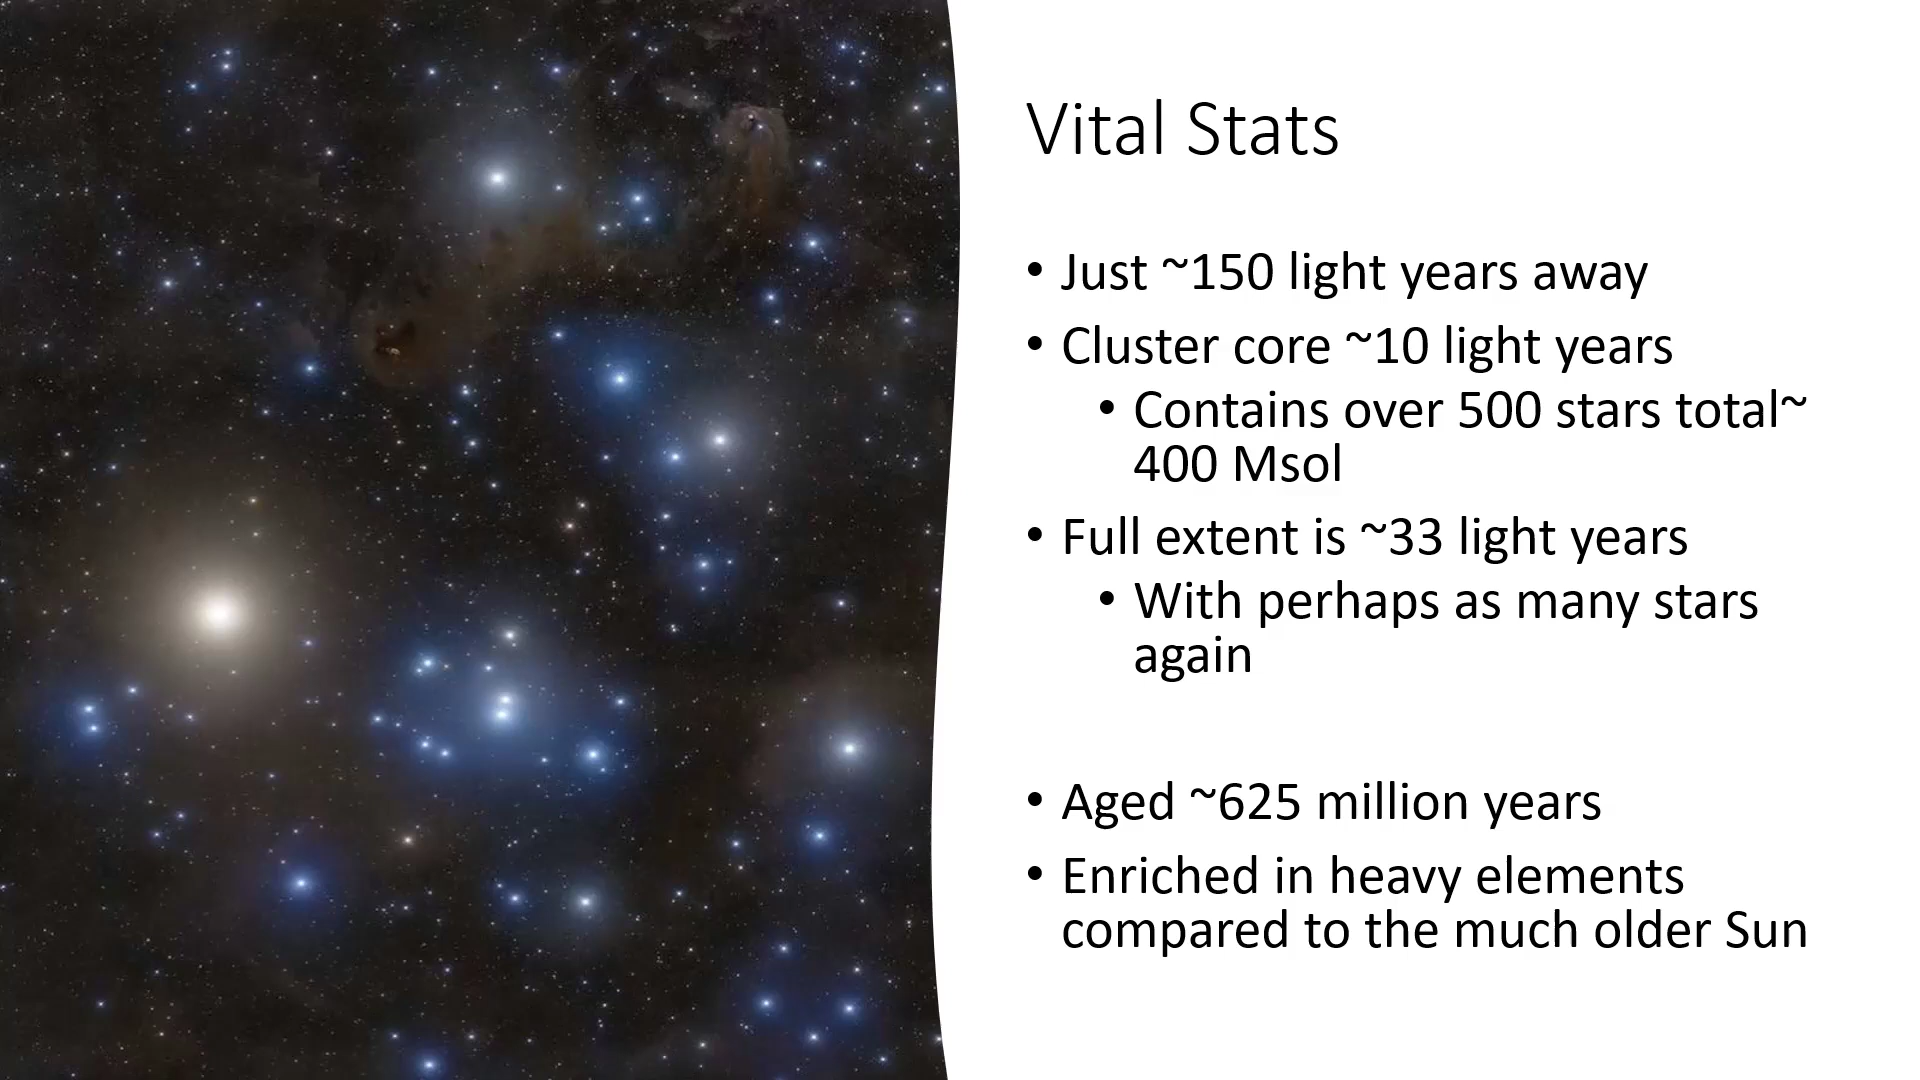 Vital Stats
• Just ~150 light years away
• Cluster core ~10 light years
• Contains over 500 stars total~
400 Msol
• Full extent is ~33 light years
• With perhaps as many stars
again
• Aged ~625 million years
• Enriched in heavy elements
compared to the much older Sun